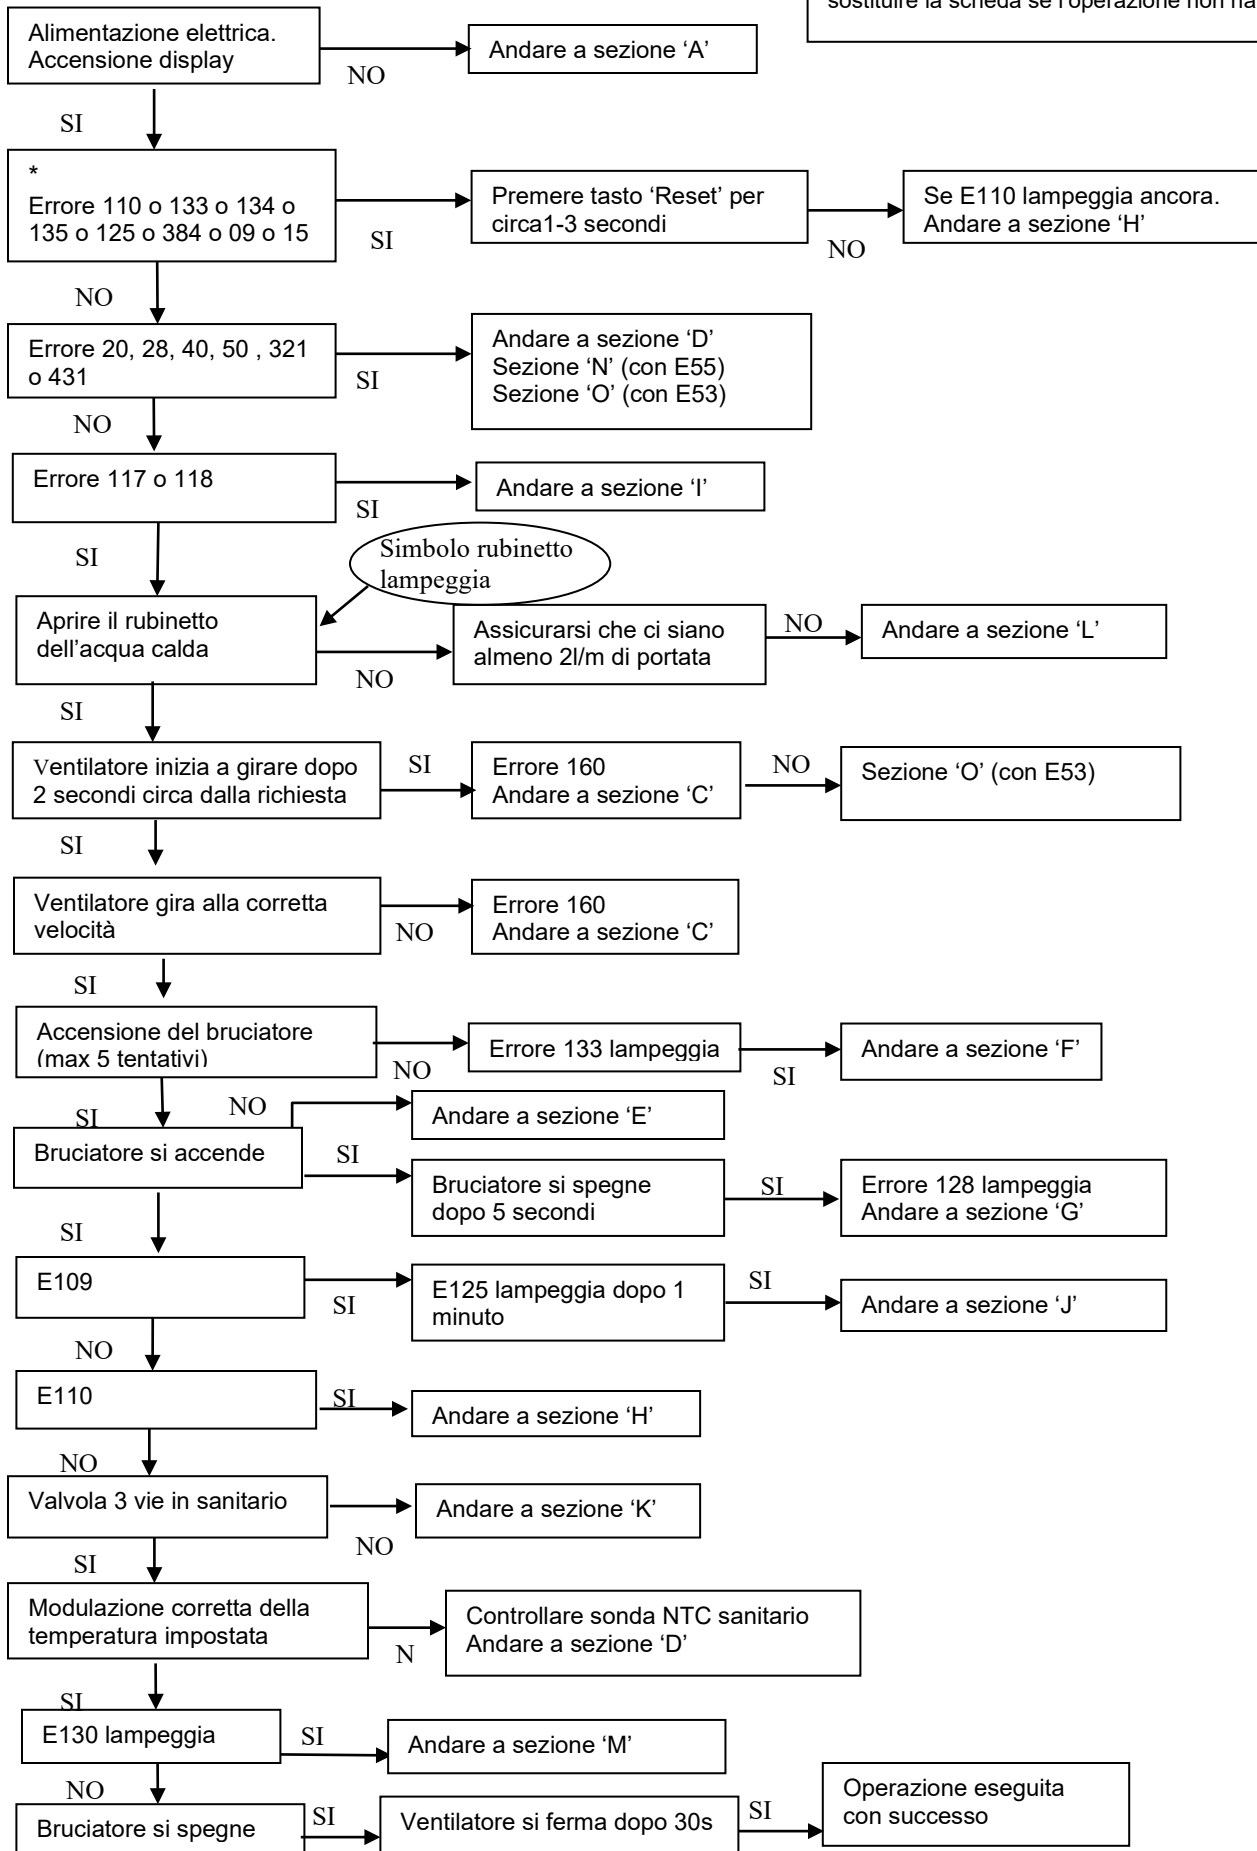 sostituire la scheda se l'operazione non ha
Alimentazione elettrica.
Accensione display
NO
Andare a sezione ‘A’
SI
*
Errore 110 o 133 o 134 o
135 o 125 o 384 o 09 o 15
SI
Premere tasto ‘Reset’ per
circa1-3 secondi
NO
Se E110 lampeggia ancora.
Andare a sezione ‘H’
NO
Errore 20, 28, 40, 50 , 321
o 431
SI
Andare a sezione ‘D’
Sezione ‘N’ (con E55)
Sezione ‘O’ (con E53)
NO
Errore 117 o 118
SI
Andare a sezione ‘I’
SI
Simbolo rubinetto
lampeggia
Aprire il rubinetto
dell’acqua calda
NO
Assicurarsi che ci siano
almeno 2l/m di portata
NO
Andare a sezione ‘L’
SI
Ventilatore inizia a girare dopo
2 secondi circa dalla richiesta
SI
Errore 160
Andare a sezione ‘C’
NO
Sezione ‘O’ (con E53)
SI
Ventilatore gira alla corretta
velocità
NO
Errore 160
Andare a sezione ‘C’
SI
Accensione del bruciatore
(max 5 tentativi)
NO
Errore 133 lampeggia
SI
Andare a sezione ‘F’
SI
NO
Andare a sezione ‘E’
Bruciatore si accende
SI
Bruciatore si spegne
dopo 5 secondi
SI
Errore 128 lampeggia
Andare a sezione ‘G’
SI
E109
SI
E125 lampeggia dopo 1
minuto
SI
Andare a sezione ‘J’
NO
E110
SI
Andare a sezione ‘H’
NO
Valvola 3 vie in sanitario
NO
Andare a sezione ‘K’
SI
Modulazione corretta della
temperatura impostata
N
Controllare sonda NTC sanitario
Andare a sezione ‘D’
SI
E130 lampeggia
SI
Andare a sezione ‘M’
NO
Bruciatore si spegne
SI
Ventilatore si ferma dopo 30s
SI
Operazione eseguita
con successo